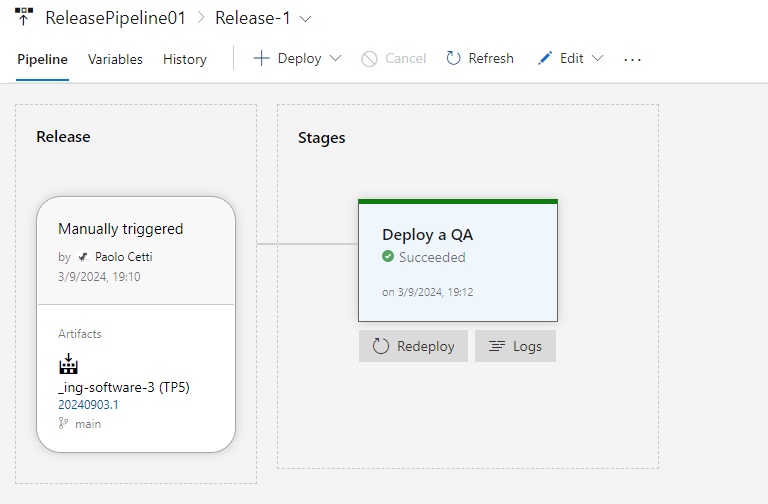 ReleasePipeline01 > Release-1
Pipeline Variables History Deploy Cancel Refresh Edit ...
Release
Manually triggered
by Paolo Cetti
3/9/2024, 19:10
Artifacts
_ing-software-3 (TP5)
20240903.1
main
Stages
Deploy a QA
Succeeded
on 3/9/2024, 19:12
Redeploy Logs